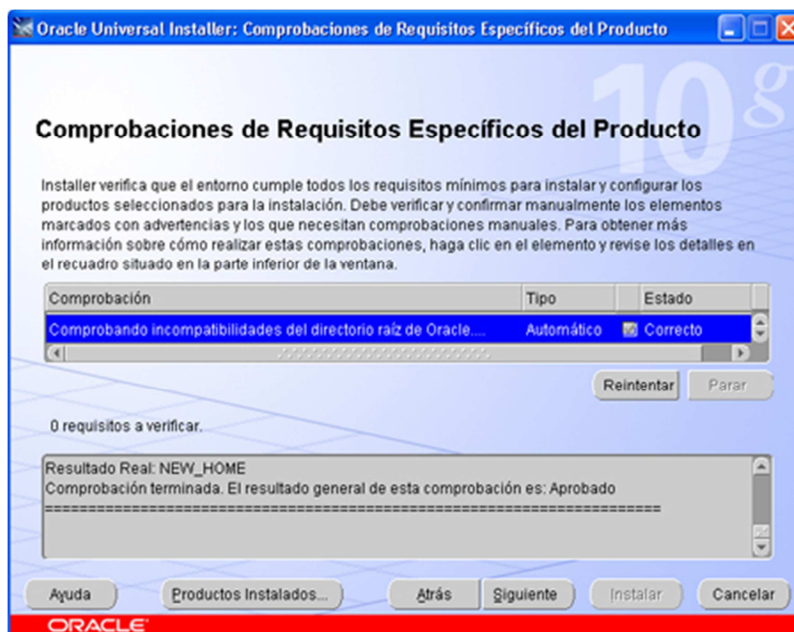 Oracle Universal Installer: Comprobaciones de Requisitos Específicos del Producto
10g
Comprobaciones de Requisitos Específicos del Producto
Installer verifica que el entorno cumple todos los requisitos mínimos para instalar y configurar los
productos seleccionados para la instalación. Debe verificar y confirmar manualmente los elementos
marcados con advertencias y los que necesitan comprobaciones manuales. Para obtener más
información sobre cómo realizar estas comprobaciones, haga clic en el elemento y revise los detalles en
el recuadro situado en la parte inferior de la ventana.
Comprobación Tipo Estado
Comprobando incompatibilidades del directorio raíz de Oracle.... Automático Correcto
Reintentar Parar
0 requisitos a verificar.
Resultado Real: NEW_HOME
Comprobación terminada. El resultado general de esta comprobación es: Aprobado
========================================================================
Ayuda Productos Instalados... Atrás Siguiente Instalar Cancelar
ORACLE